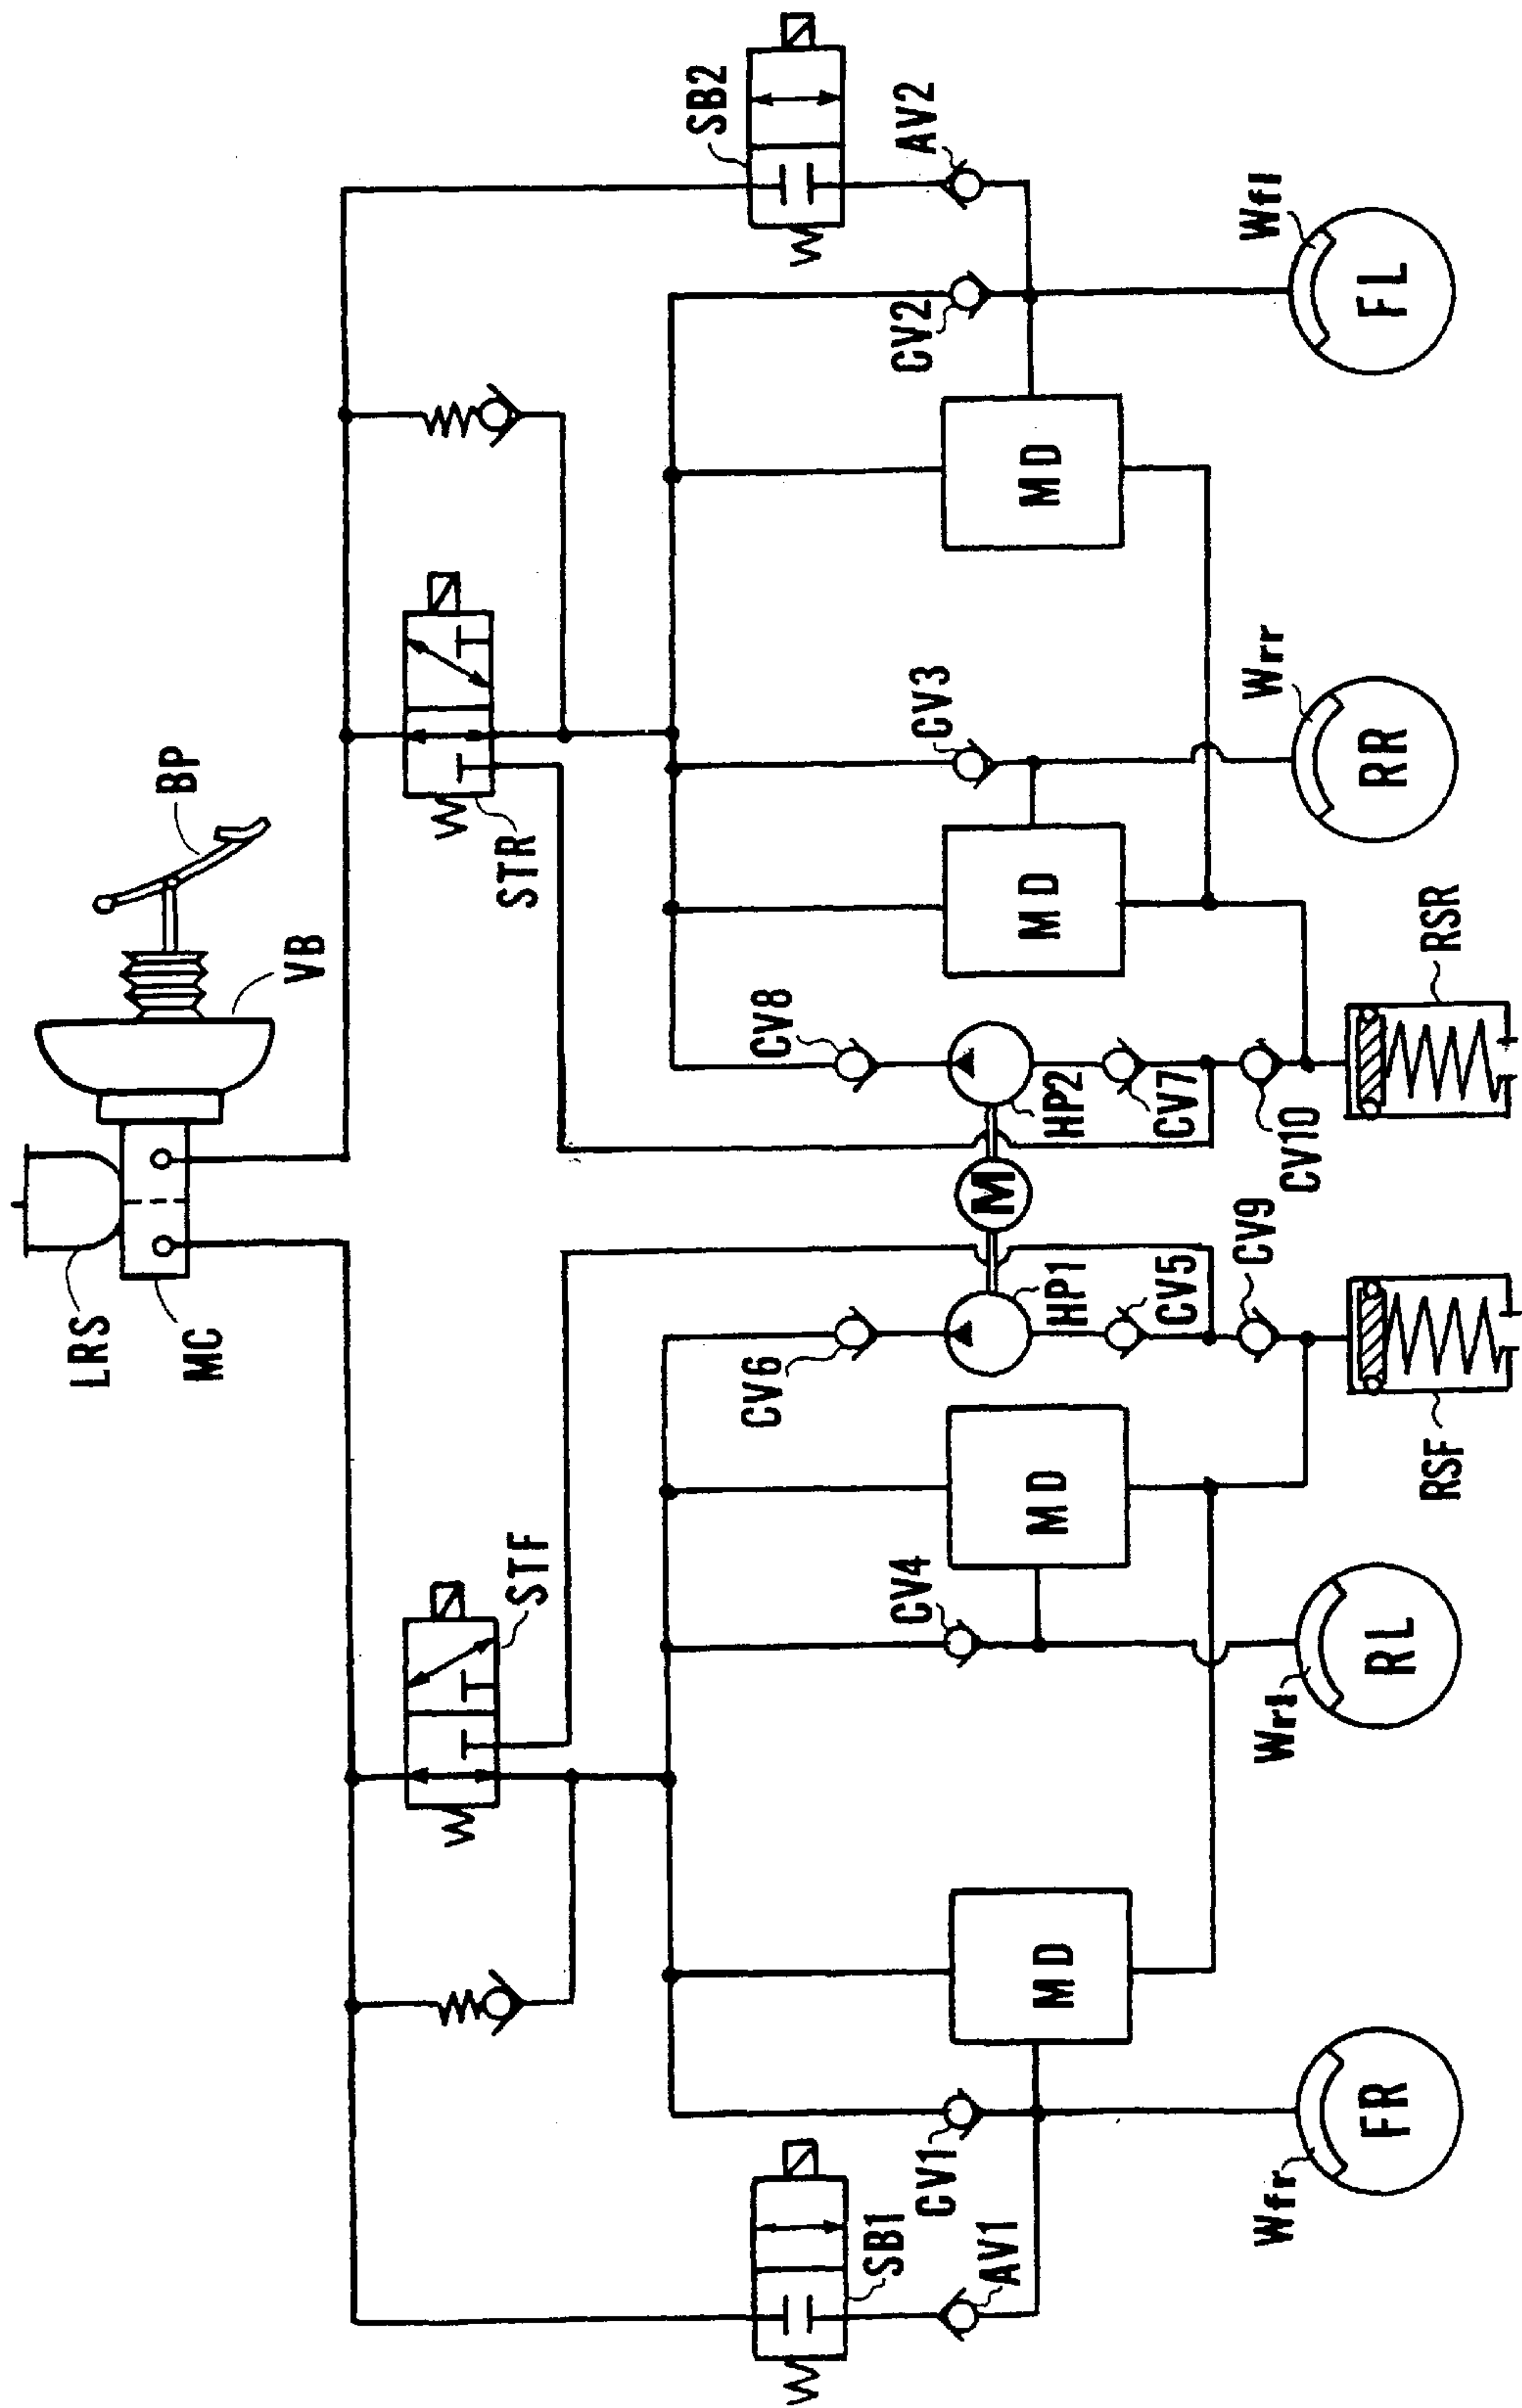 LRS
MC
VB
BP
STF
STR
SB1
SB2
AV1
CV1
CV4
CV6
CV8
CV3
CV2
AV2
MD
MD
HP1
M
HP2
MD
MD
CV5
CV7
CV9
CV10
Wfr
FR
Wrl
RL
RSF
RSR
Wrr
RR
Wfl
FL